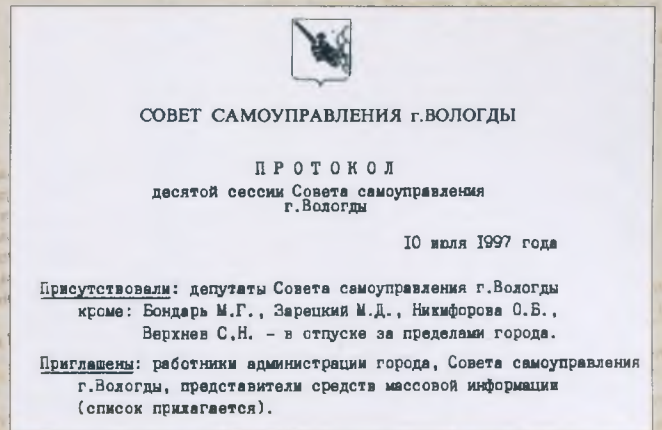 СОВЕТ САМОУПРАВЛЕНИЯ г.ВОЛОГДЫ
П Р О Т О К О Л
десятой сессии Совета самоуправления
г.Вологды
10 июля 1997 года
Присутствовали: депутаты Совета самоуправления г.Вологды
кроме: Бондарь М.Г., Зарецкий М.Д., Никифорова О.Б.,
Верхнев С.Н. - в отпуске за пределами города.
Приглашены: работники администрации города, Совета самоуправления
г.Вологды, представители средств массовой информации
(список прилагается).